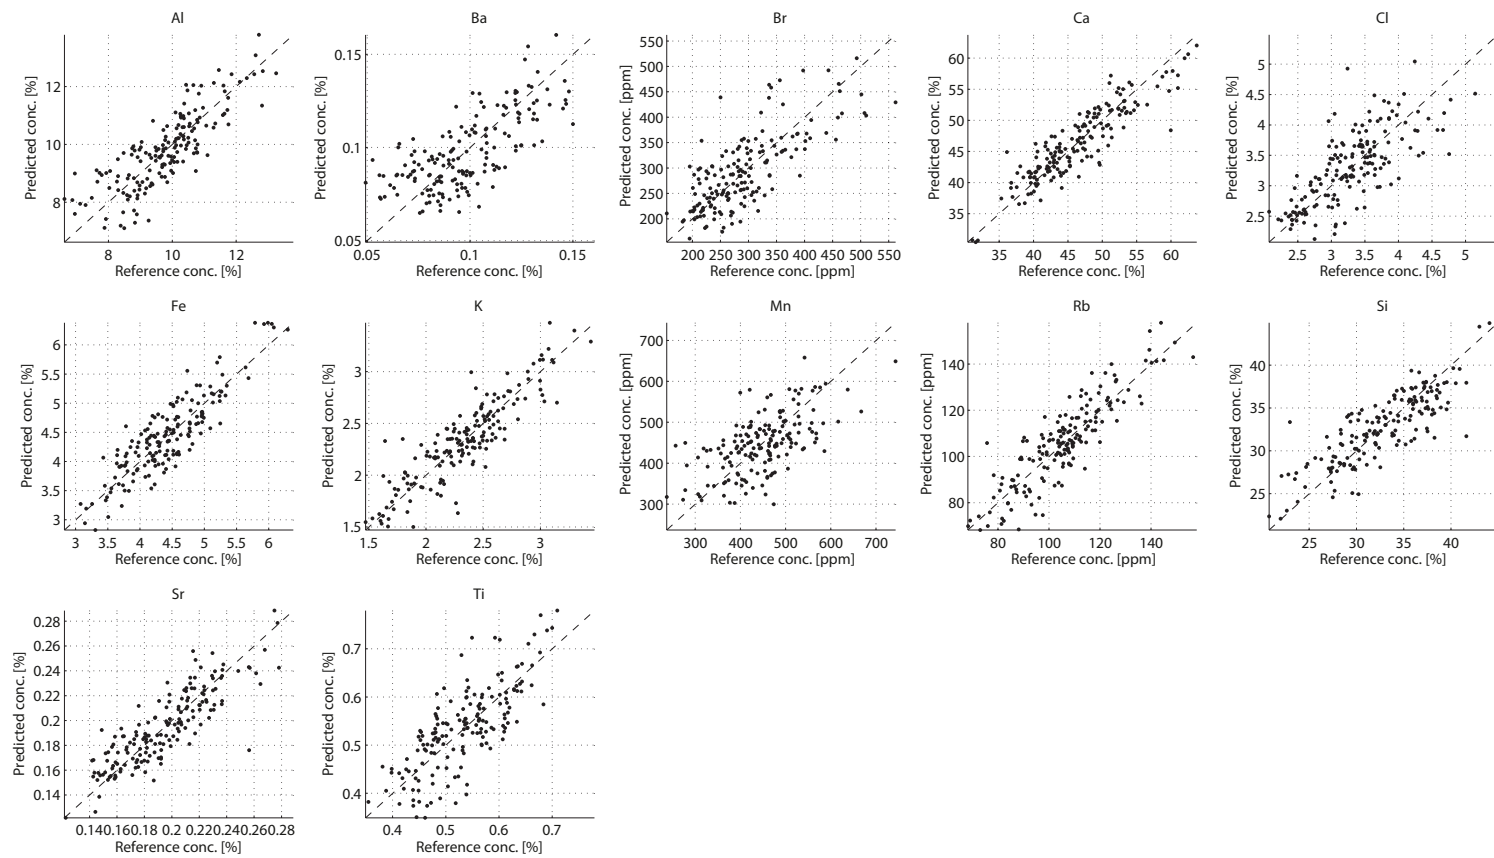 Al
Ba
Br
Ca
Cl
Predicted conc. [%]
12
10
8
8
10
12
Reference conc. [%]
Predicted conc. [%]
0.15
0.1
0.05
0.05
0.1
0.15
Reference conc. [%]
Predicted conc. [ppm]
550
500
450
400
350
300
250
200
200 250 300 350 400 450 500 550
Reference conc. [ppm]
Predicted conc. [%]
60
55
50
45
40
35
35 40 45 50 55 60
Reference conc. [%]
Predicted conc. [%]
5
4.5
4
3.5
3
2.5
2.5 3 3.5 4 4.5 5
Reference conc. [%]
Fe
K
Mn
Rb
Si
Predicted conc. [%]
6
5.5
5
4.5
4
3.5
3
3 3.5 4 4.5 5 5.5 6
Reference conc. [%]
Predicted conc. [%]
3
2.5
2
1.5
1.5 2 2.5 3
Reference conc. [%]
Predicted conc. [ppm]
700
600
500
400
300
300 400 500 600 700
Reference conc. [ppm]
Predicted conc. [ppm]
140
120
100
80
80 100 120 140
Reference conc. [ppm]
Predicted conc. [%]
40
35
30
25
25 30 35 40
Reference conc. [%]
Sr
Ti
Predicted conc. [%]
0.28
0.26
0.24
0.22
0.2
0.18
0.16
0.14
0.14 0.16 0.18 0.2 0.22 0.24 0.26 0.28
Reference conc. [%]
Predicted conc. [%]
0.7
0.6
0.5
0.4
0.4 0.5 0.6 0.7
Reference conc. [%]